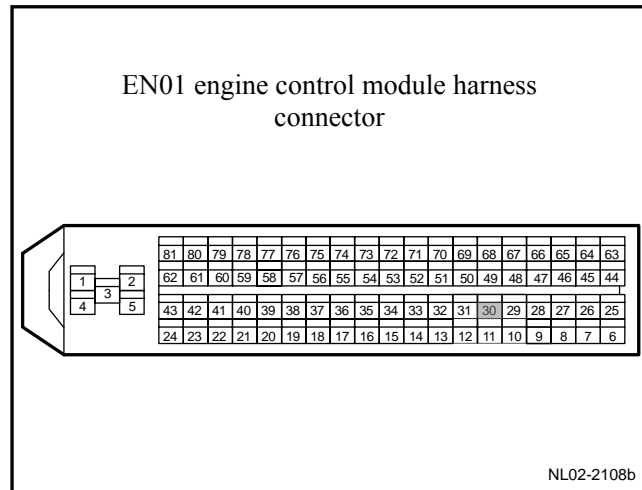 EN01 engine control module harness
connector
81 80 79 78 77 76 75 74 73 72 71 70 69 68 67 66 65 64 63
1 2
62 61 60 59 58 57 56 55 54 53 52 51 50 49 48 47 46 45 44
3
4 5
43 42 41 40 39 38 37 36 35 34 33 32 31 30 29 28 27 26 25
24 23 22 21 20 19 18 17 16 15 14 13 12 11 10 9 8 7 6
NL02-2108b